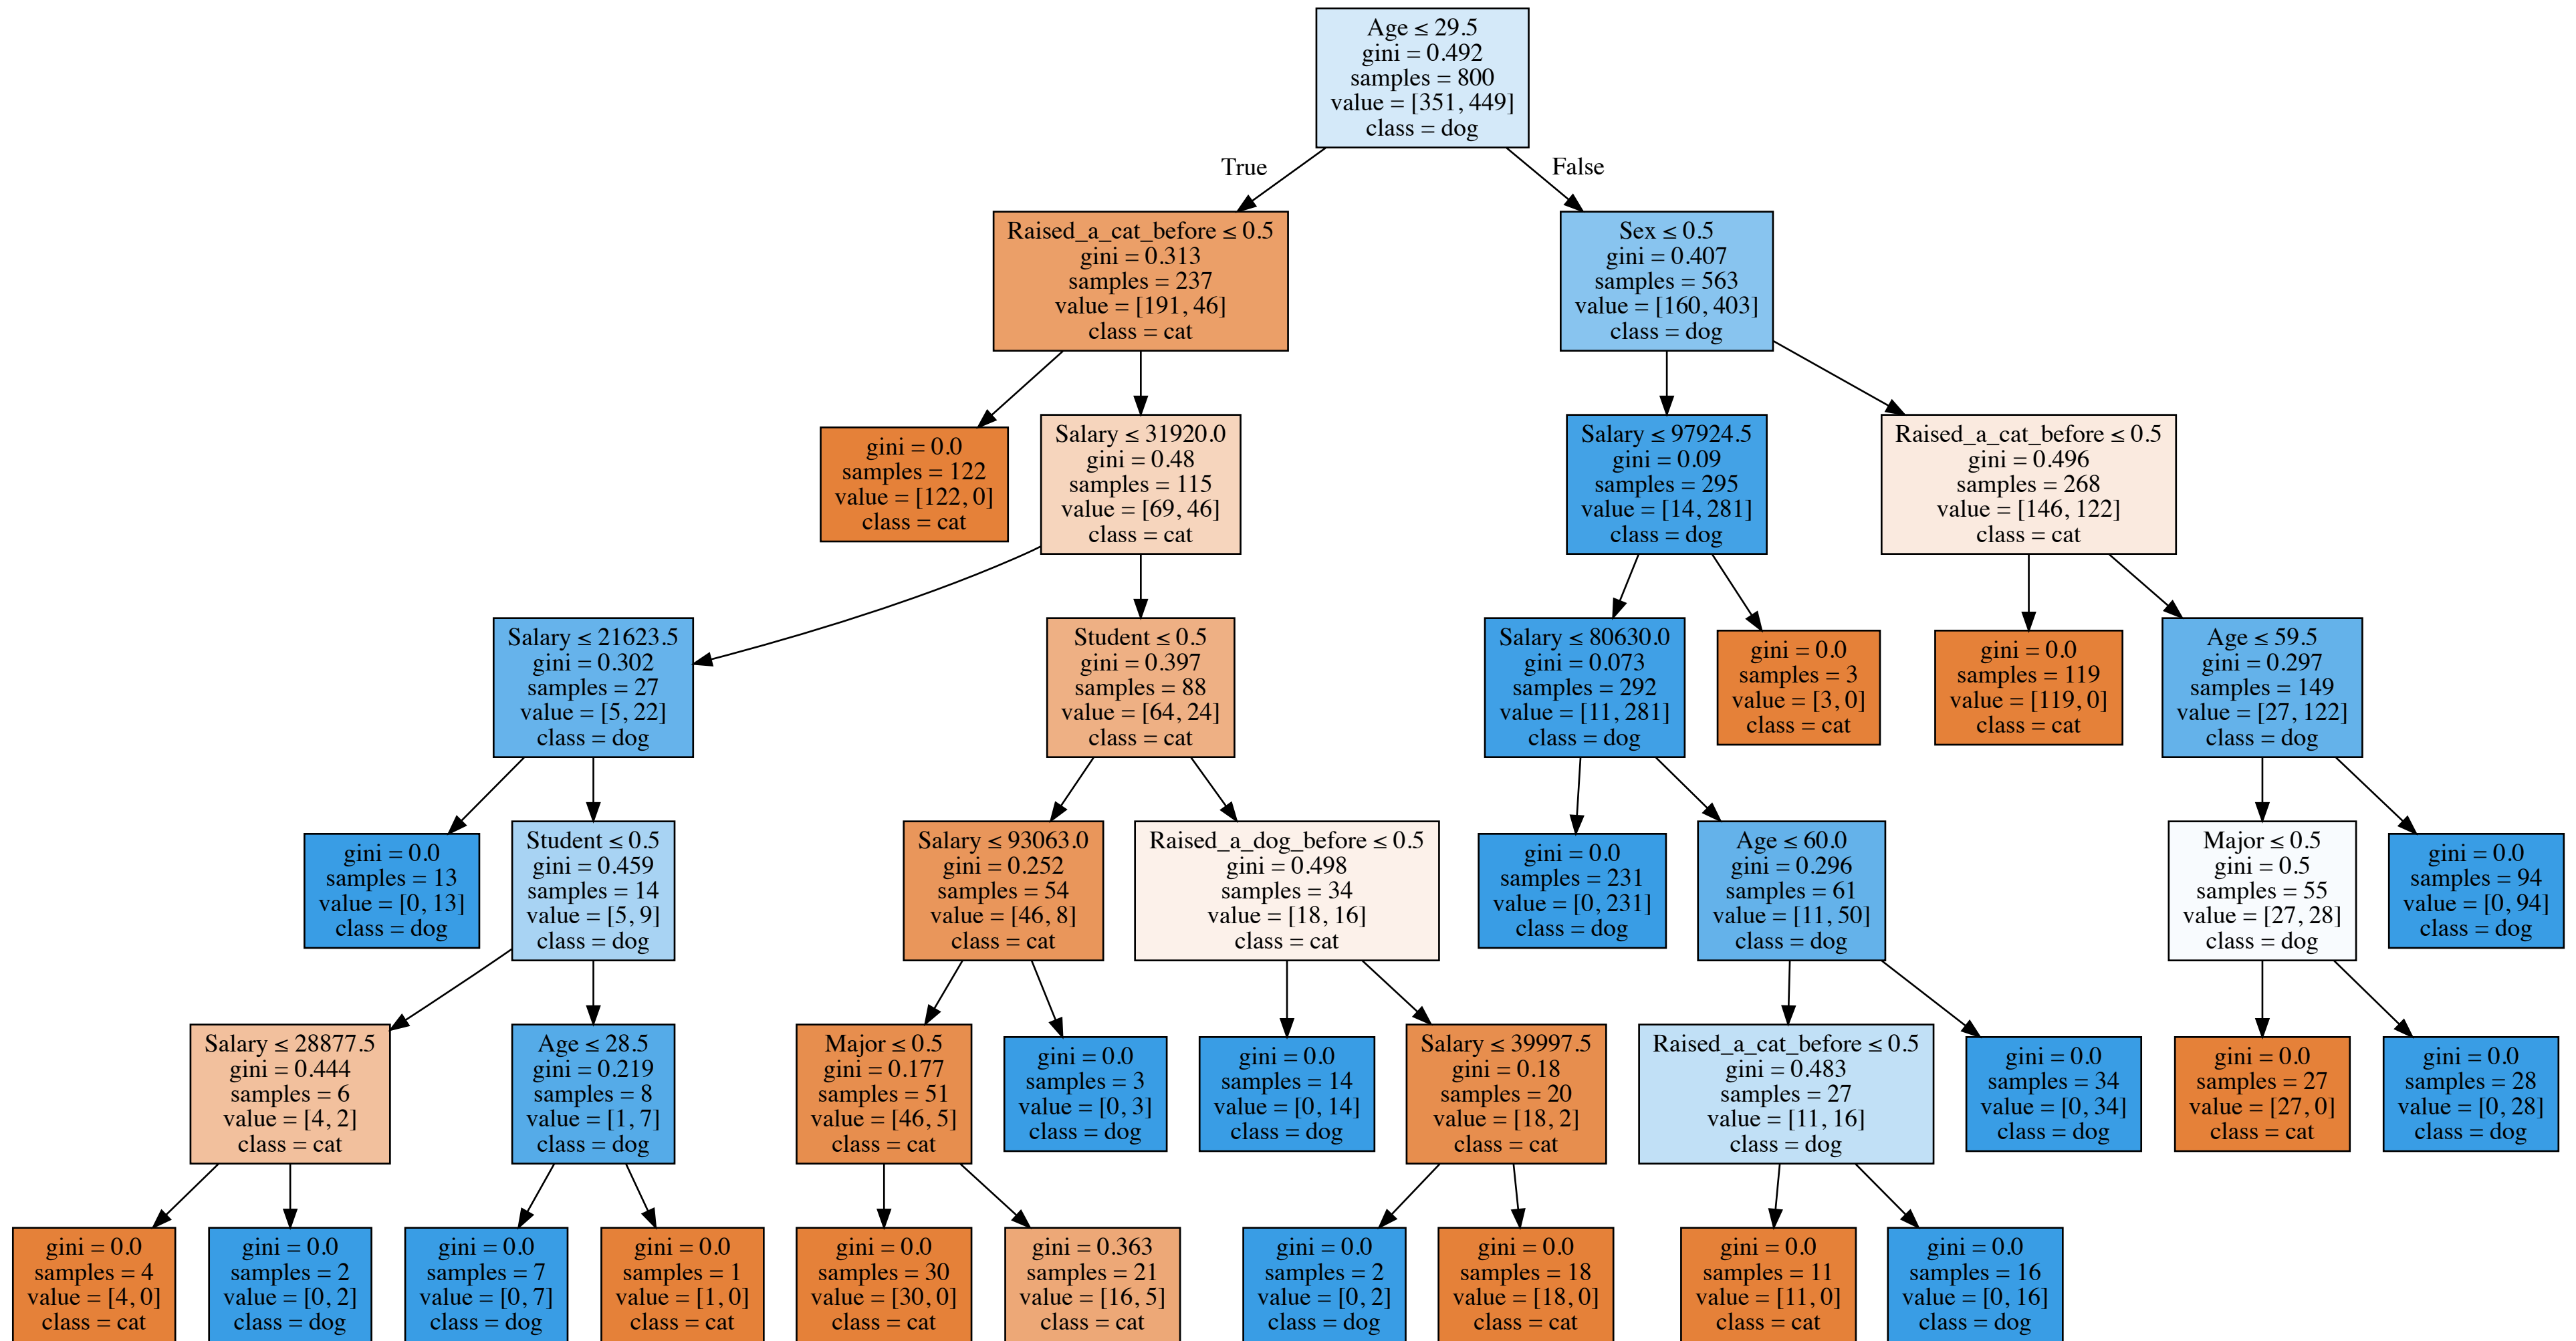 Age ≤ 29.5
gini = 0.492
samples = 800
value = [351, 449]
class = dog
True
False
Raised_a_cat_before ≤ 0.5
gini = 0.313
samples = 237
value = [191, 46]
class = cat
Sex ≤ 0.5
gini = 0.407
samples = 563
value = [160, 403]
class = dog
gini = 0.0
samples = 122
value = [122, 0]
class = cat
Salary ≤ 31920.0
gini = 0.48
samples = 115
value = [69, 46]
class = cat
Salary ≤ 97924.5
gini = 0.09
samples = 295
value = [14, 281]
class = dog
Raised_a_cat_before ≤ 0.5
gini = 0.496
samples = 268
value = [146, 122]
class = cat
Salary ≤ 21623.5
gini = 0.302
samples = 27
value = [5, 22]
class = dog
Student ≤ 0.5
gini = 0.397
samples = 88
value = [64, 24]
class = cat
Salary ≤ 80630.0
gini = 0.073
samples = 292
value = [11, 281]
class = dog
gini = 0.0
samples = 3
value = [3, 0]
class = cat
gini = 0.0
samples = 119
value = [119, 0]
class = cat
Age ≤ 59.5
gini = 0.297
samples = 149
value = [27, 122]
class = dog
gini = 0.0
samples = 13
value = [0, 13]
class = dog
Student ≤ 0.5
gini = 0.459
samples = 14
value = [5, 9]
class = dog
Salary ≤ 93063.0
gini = 0.252
samples = 54
value = [46, 8]
class = cat
Raised_a_dog_before ≤ 0.5
gini = 0.498
samples = 34
value = [18, 16]
class = cat
gini = 0.0
samples = 231
value = [0, 231]
class = dog
Age ≤ 60.0
gini = 0.296
samples = 61
value = [11, 50]
class = dog
Major ≤ 0.5
gini = 0.5
samples = 55
value = [27, 28]
class = dog
gini = 0.0
samples = 94
value = [0, 94]
class = dog
Salary ≤ 28877.5
gini = 0.444
samples = 6
value = [4, 2]
class = cat
Age ≤ 28.5
gini = 0.219
samples = 8
value = [1, 7]
class = dog
Major ≤ 0.5
gini = 0.177
samples = 51
value = [46, 5]
class = cat
gini = 0.0
samples = 3
value = [0, 3]
class = dog
gini = 0.0
samples = 14
value = [0, 14]
class = dog
Salary ≤ 39997.5
gini = 0.18
samples = 20
value = [18, 2]
class = cat
Raised_a_cat_before ≤ 0.5
gini = 0.483
samples = 27
value = [11, 16]
class = dog
gini = 0.0
samples = 34
value = [0, 34]
class = dog
gini = 0.0
samples = 27
value = [27, 0]
class = cat
gini = 0.0
samples = 28
value = [0, 28]
class = dog
gini = 0.0
samples = 4
value = [4, 0]
class = cat
gini = 0.0
samples = 2
value = [0, 2]
class = dog
gini = 0.0
samples = 7
value = [0, 7]
class = dog
gini = 0.0
samples = 1
value = [1, 0]
class = cat
gini = 0.0
samples = 30
value = [30, 0]
class = cat
gini = 0.363
samples = 21
value = [16, 5]
class = cat
gini = 0.0
samples = 2
value = [0, 2]
class = dog
gini = 0.0
samples = 18
value = [18, 0]
class = cat
gini = 0.0
samples = 11
value = [11, 0]
class = cat
gini = 0.0
samples = 16
value = [0, 16]
class = dog